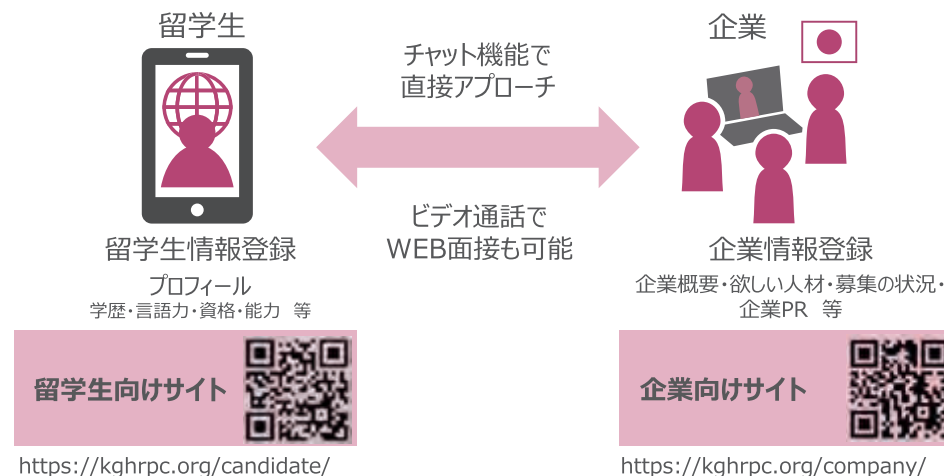 留学生
企業
チャット機能で
直接アプローチ
ビデオ通話で
WEB面接も可能
留学生情報登録
プロフィール
学歴・言語力・資格・能力 等
企業情報登録
企業概要・欲しい人材・募集の状況・
企業PR 等
留学生向けサイト
https://kghrpc.org/candidate/
企業向けサイト
https://kghrpc.org/company/